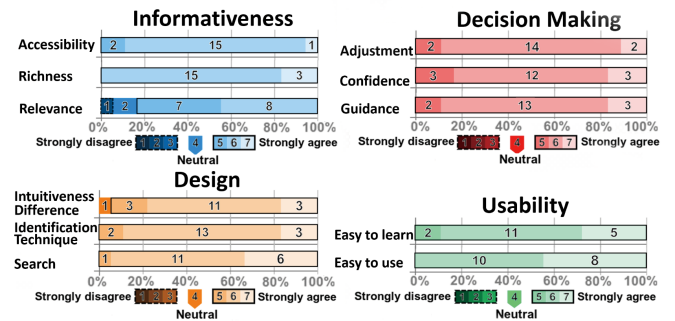 Informativeness
Accessibility 2 15 1
Richness 15 3
Relevance 1 2 7 8
0% 20% 40% 60% 80% 100%
Strongly disagree 1 2 3 4 5 6 7 Strongly agree
Neutral
Decision Making
Adjustment 2 14 2
Confidence 3 12 3
Guidance 2 13 3
0% 20% 40% 60% 80% 100%
Strongly disagree 1 2 3 4 5 6 7 Strongly agree
Neutral
Design
Intuitiveness
Difference 1 3 11 3
Identification
Technique 2 13 3
Search 1 11 6
0% 20% 40% 60% 80% 100%
Strongly disagree 1 2 3 4 5 6 7 Strongly agree
Neutral
Usability
Easy to learn 2 11 5
Easy to use 10 8
0% 20% 40% 60% 80% 100%
Strongly disagree 1 2 3 4 5 6 7 Strongly agree
Neutral